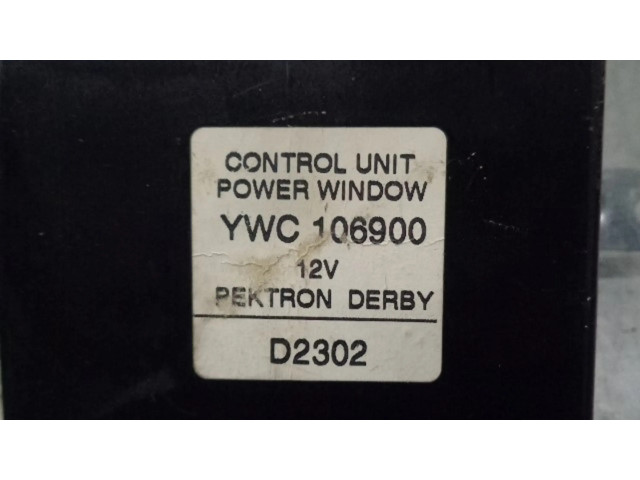 CONTROL UNIT
POWER WINDOW
YWC 106900
12V
PEKTRON DERBY
D2302